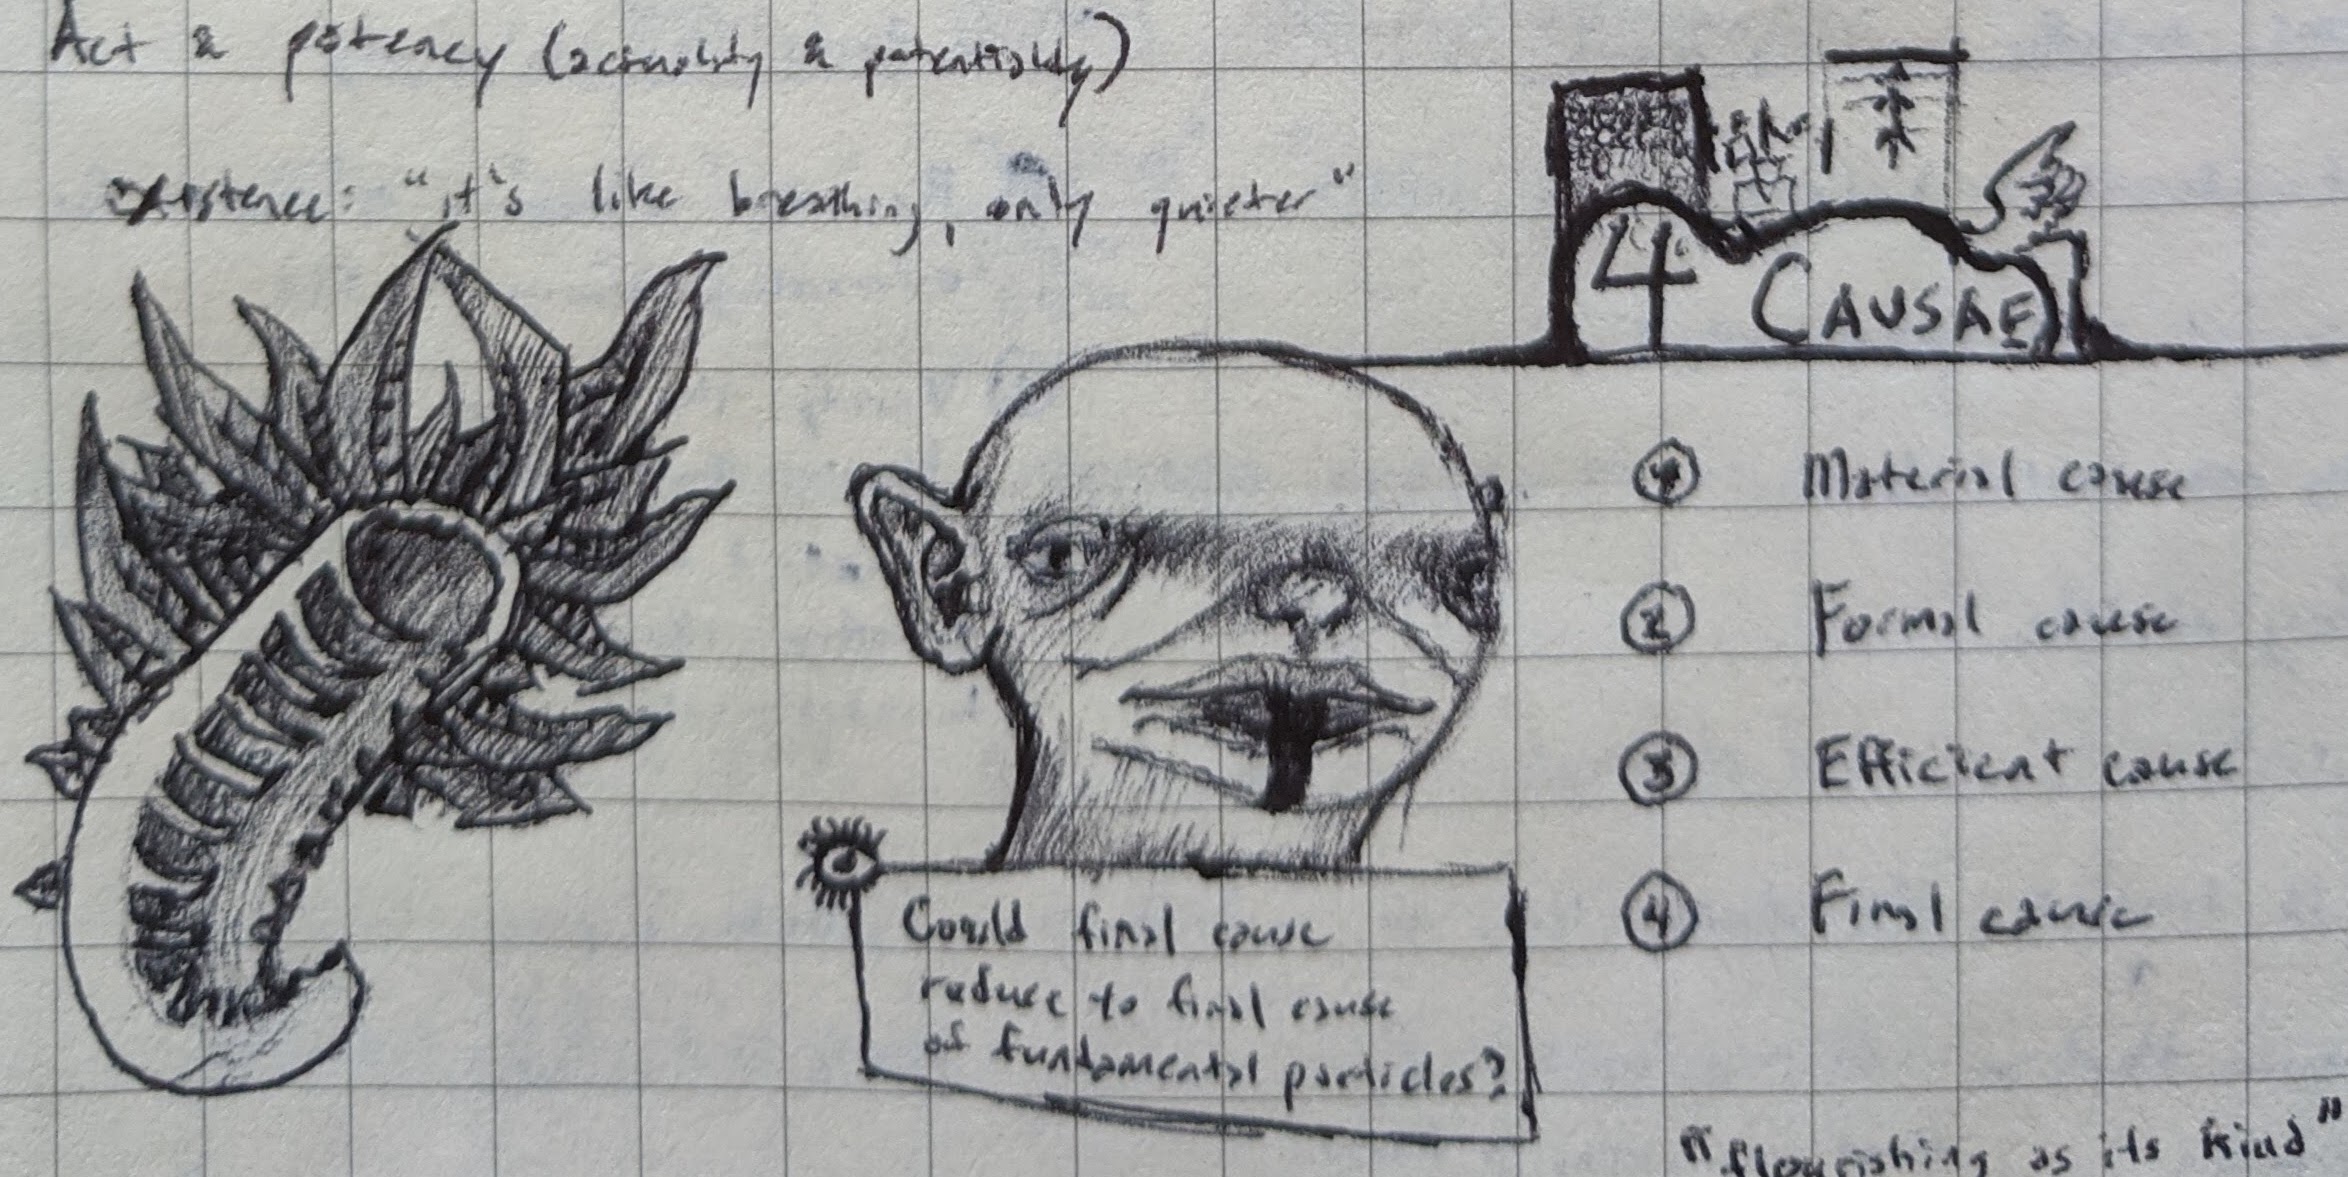 Act & potency (actuality & potentiality)
existence: "it's like breathing, only quieter"
4 CAUSAE
① Material cause
② Formal cause
③ Efficient cause
④ Final cause
Could final cause
reduce to final cause
of fundamental particles?
"flourishing as its kind"